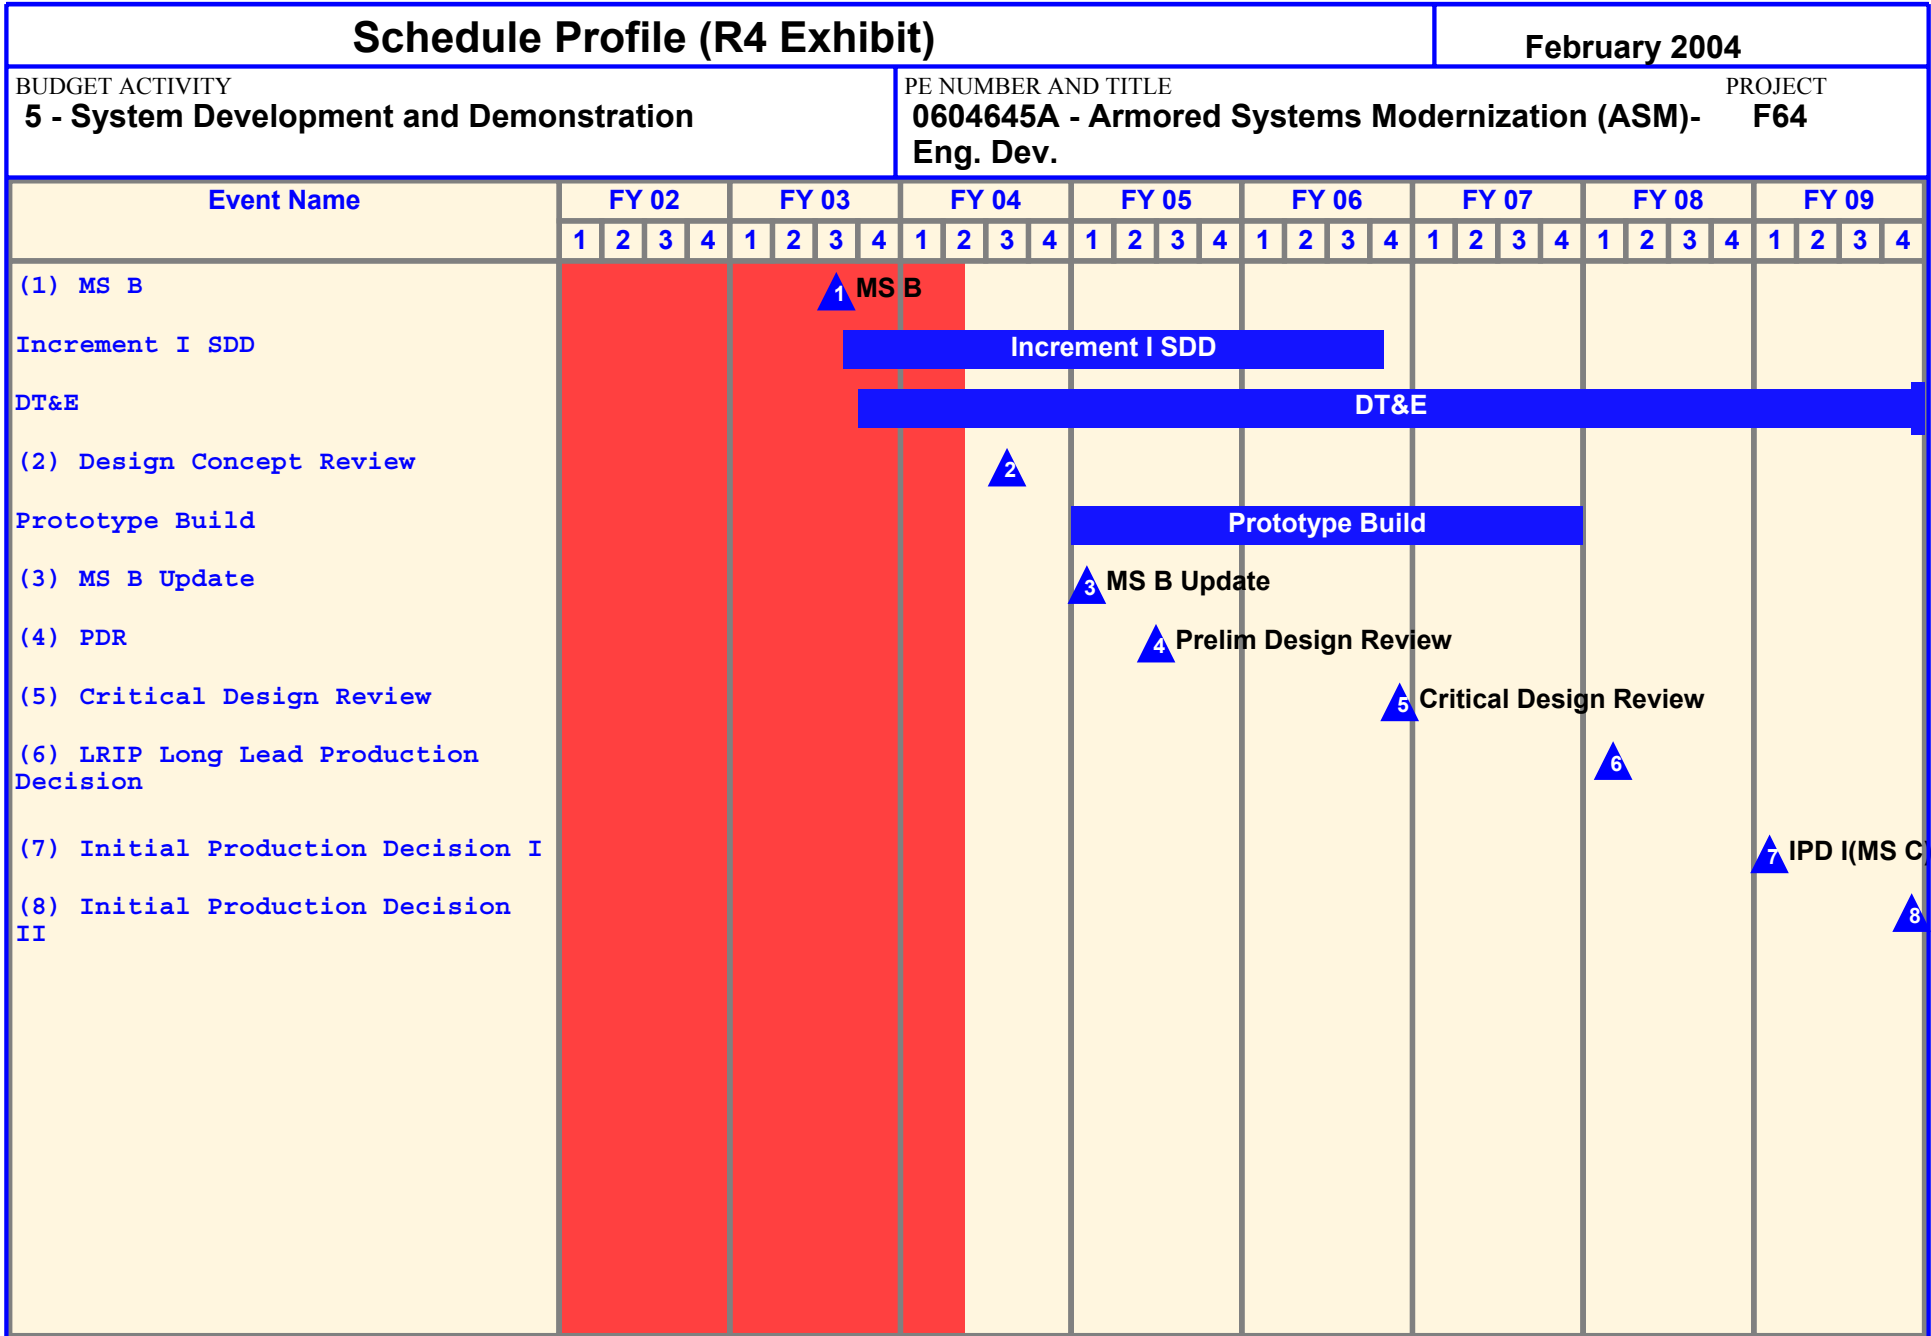 Schedule Profile (R4 Exhibit)
February 2004
BUDGET ACTIVITY
5 - System Development and Demonstration
PE NUMBER AND TITLE
PROJECT
0604645A - Armored Systems Modernization (ASM)-
F64
Eng. Dev.
Event Name FY 02 FY 03 FY 04 FY 05 FY 06 FY 07 FY 08 FY 09
1 2 3 4 1 2 3 4 1 2 3 4 1 2 3 4 1 2 3 4 1 2 3 4 1 2 3 4 1 2 3 4
(1) MS B
1 MS B
Increment I SDD
Increment I SDD
DT&E
DT&E
(2) Design Concept Review
2
Prototype Build
Prototype Build
(3) MS B Update
3 MS B Update
(4) PDR
4 Prelim Design Review
(5) Critical Design Review
5 Critical Design Review
(6) LRIP Long Lead Production
Decision
6
(7) Initial Production Decision I
7 IPD I(MS C)
(8) Initial Production Decision
II
8